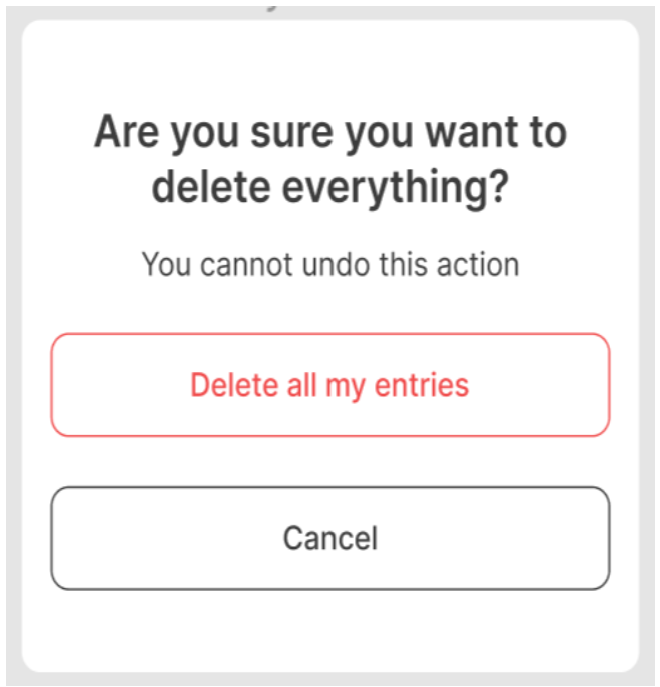 Are you sure you want to
delete everything?
You cannot undo this action
Delete all my entries
Cancel